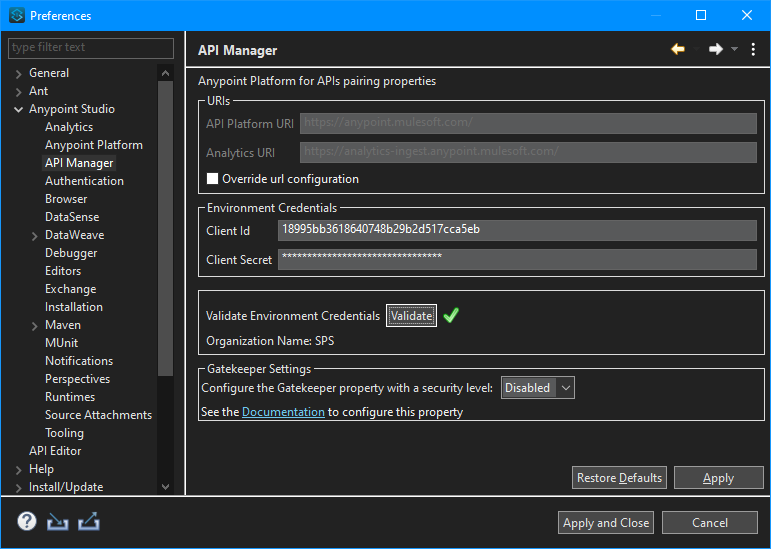 Preferences
type filter text
General
Ant
Anypoint Studio
Analytics
Anypoint Platform
API Manager
Authentication
Browser
DataSense
DataWeave
Debugger
Editors
Exchange
Installation
Maven
MUnit
Notifications
Perspectives
Runtimes
Source Attachments
Tooling
API Editor
Help
Install/Update
API Manager
Anypoint Platform for APIs pairing properties
URIs
API Platform URI https://anypoint.mulesoft.com/
Analytics URI https://analytics-ingest.anypoint.mulesoft.com/
Override url configuration
Environment Credentials
Client Id 18995bb3618640748b29b2d517cca5eb
Client Secret ********************************
Validate Environment Credentials Validate
Organization Name: SPS
Gatekeeper Settings
Configure the Gatekeeper property with a security level: Disabled
See the Documentation to configure this property
Restore Defaults Apply
Apply and Close Cancel